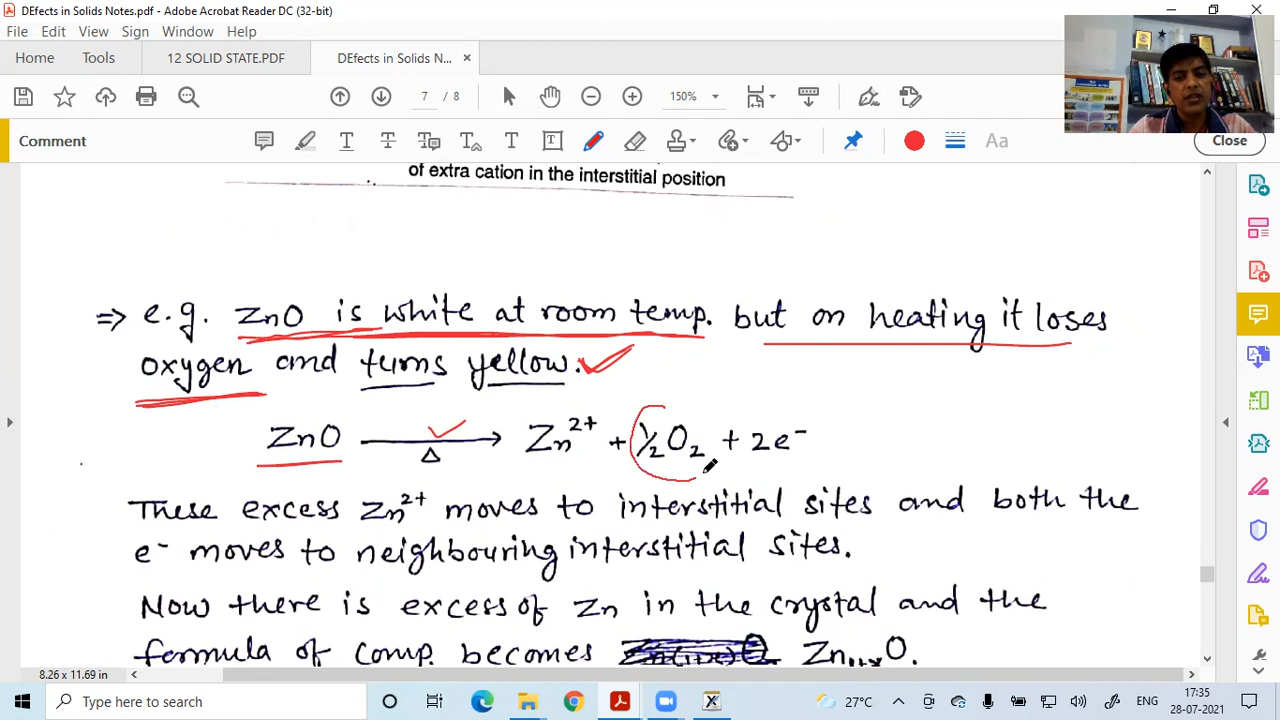 DEfects in Solids Notes.pdf - Adobe Acrobat Reader DC (32-bit)
File Edit View Sign Window Help
Home Tools 12 SOLID STATE.PDF DEfects in Solids N... ×
7 / 8 150%
Comment T T T T T Aa Close
of extra cation in the interstitial position
⇒ e.g. ZnO is white at room temp. but on heating it loses
oxygen and turns yellow.
ZnO → Zn²⁺ + ½O₂ + 2e⁻
Δ
These excess Zn²⁺ moves to interstitial sites and both the
e⁻ moves to neighbouring interstitial sites.
Now there is excess of Zn in the crystal and the
formula of comp. becomes Zn₁₊ₓO.
8.26 x 11.69 in
Type here to search 27°C ENG 17:35
28-07-2021